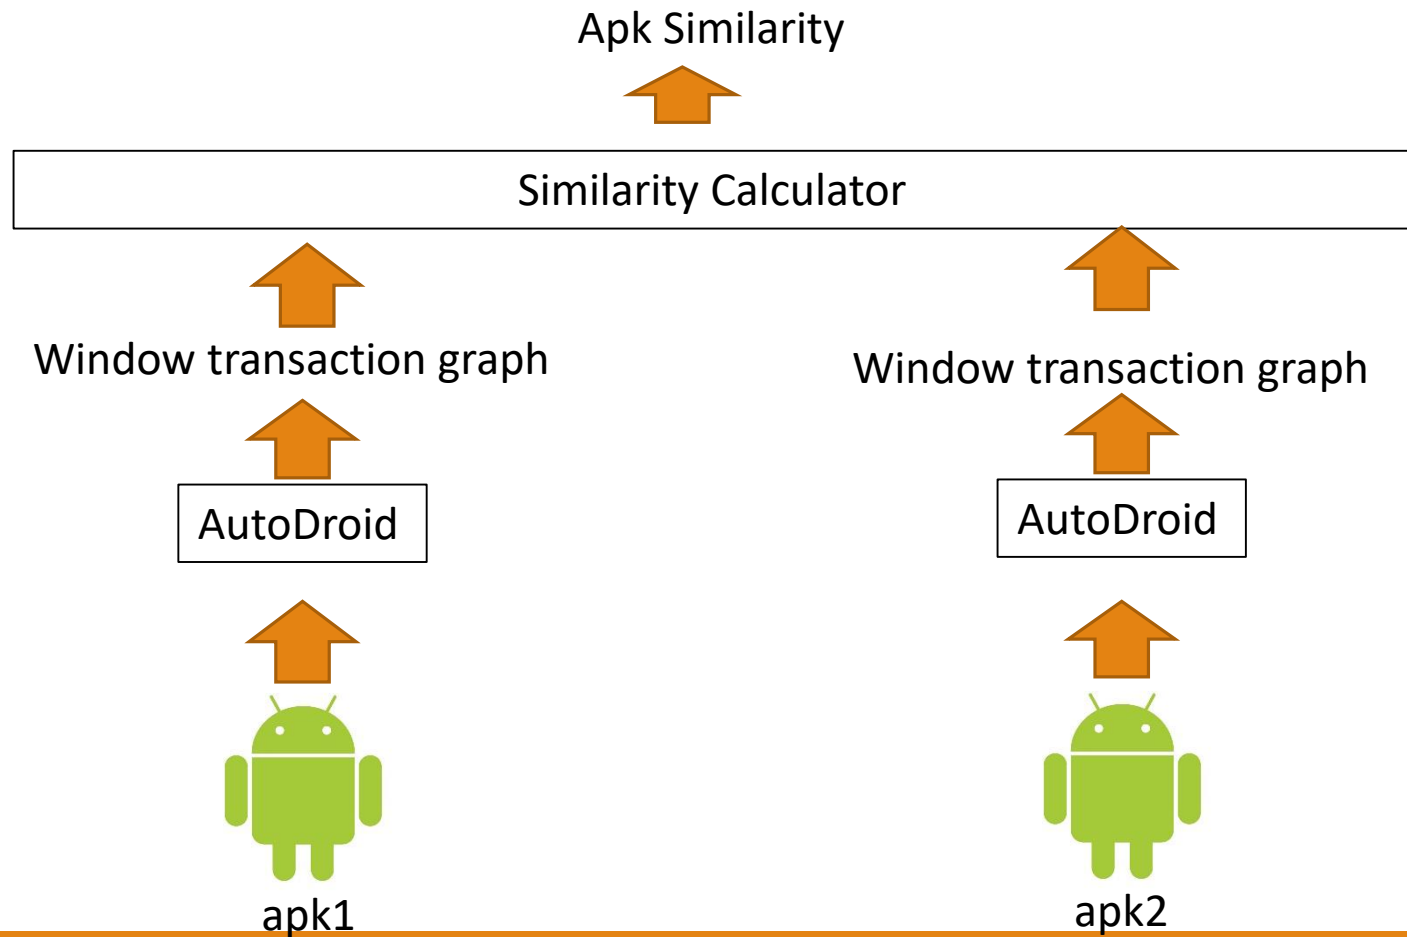 Apk Similarity
Similarity Calculator
Window transaction graph
Window transaction graph
AutoDroid
AutoDroid
apk1
apk2